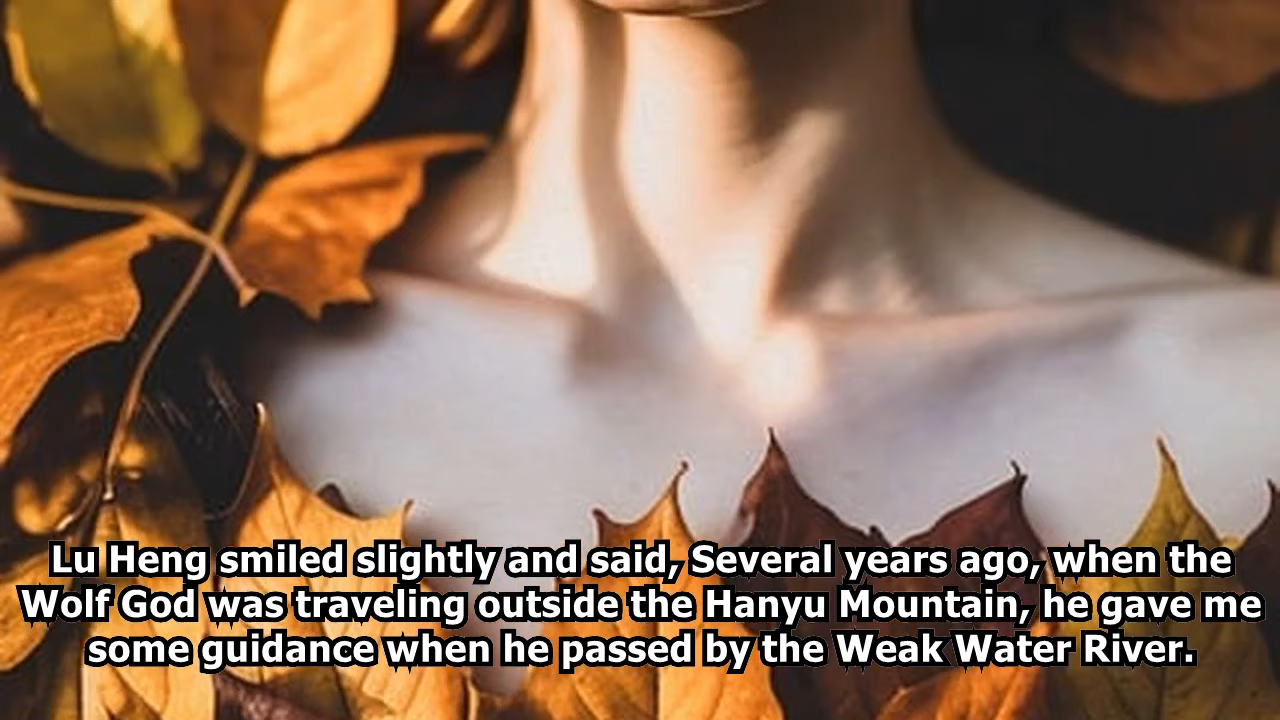 Lu Heng smiled slightly and said, Several years ago, when the
Wolf God was traveling outside the Hanyu Mountain, he gave me
some guidance when he passed by the Weak Water River.